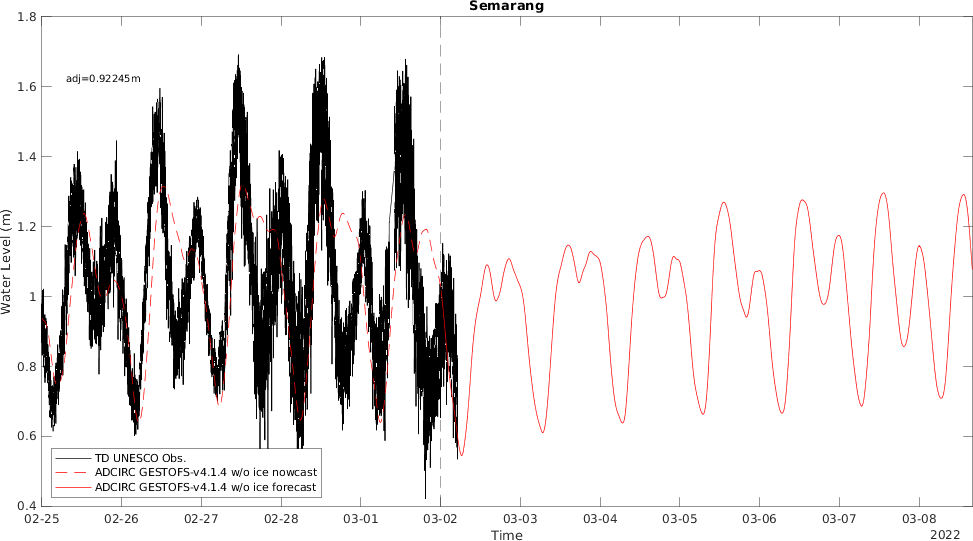 Semarang
1.8
1.6
1.4
1.2
1
0.8
0.6
0.4
Water Level (m)
adj=0.92245m
TD UNESCO Obs.
ADCIRC GESTOFS-v4.1.4 w/o ice nowcast
ADCIRC GESTOFS-v4.1.4 w/o ice forecast
02-25 02-26 02-27 02-28 03-01 03-02 03-03 03-04 03-05 03-06 03-07 03-08
Time
2022